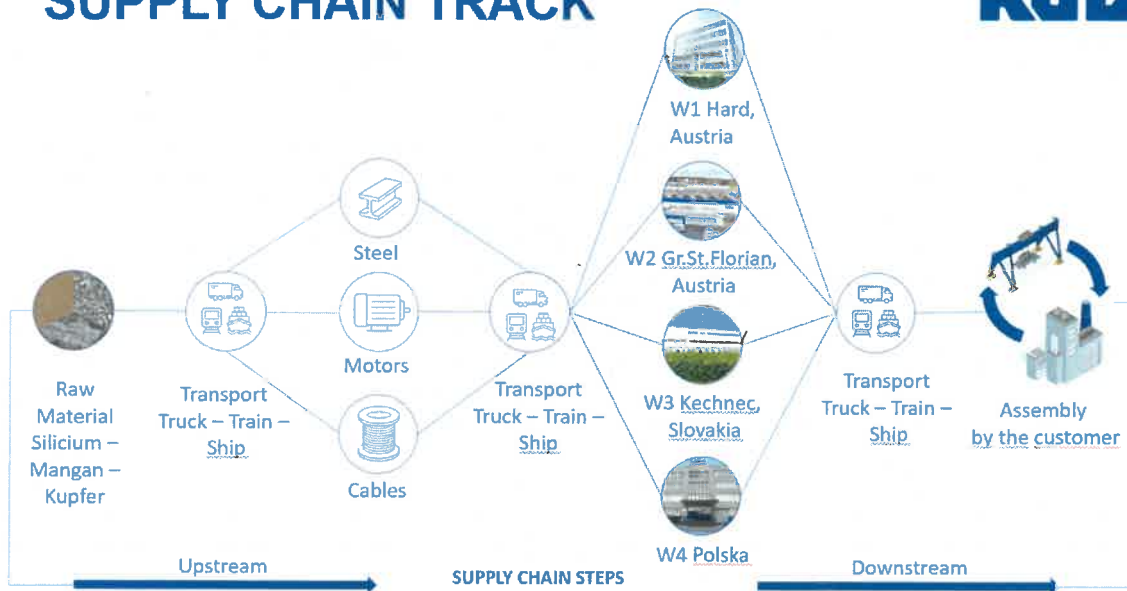 SUPPLY CHAIN TRACK
W1 Hard,
Austria
Steel
W2 Gr.St.Florian,
Austria
Motors
Raw
Material
Silicium –
Mangan –
Kupfer
Transport
Truck – Train –
Ship
Transport
Truck – Train –
Ship
W3 Kechnec,
Slovakia
Transport
Truck – Train –
Ship
Assembly
by the customer
Cables
W4 Polska
Upstream
SUPPLY CHAIN STEPS
Downstream